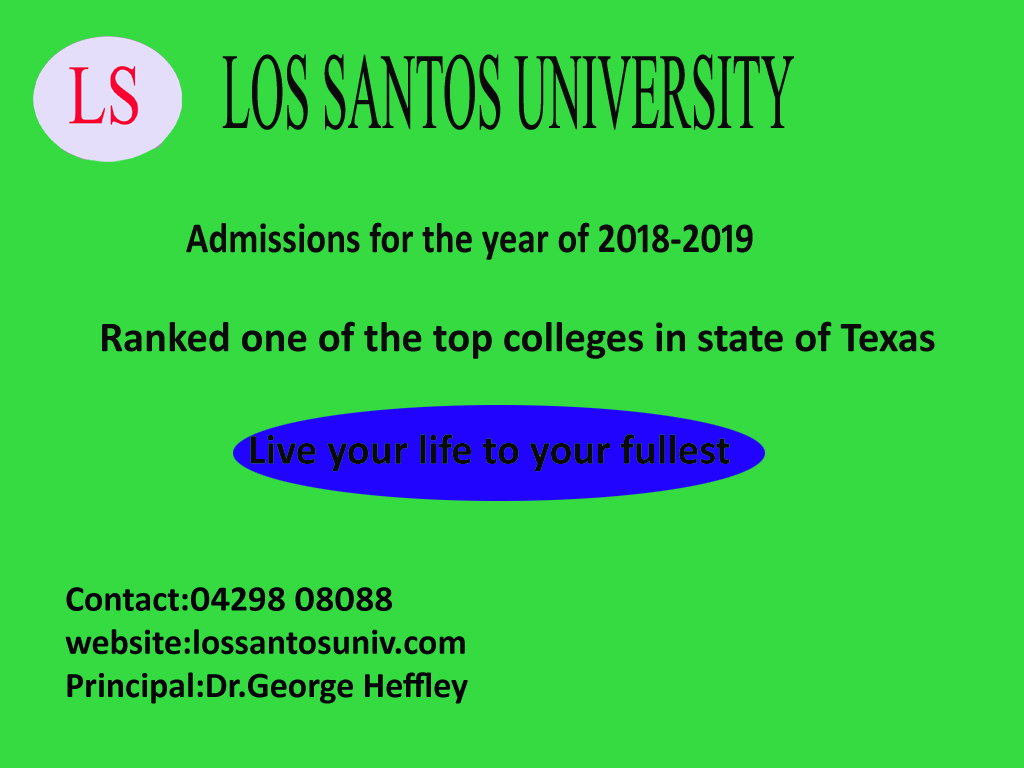 LS
LOS SANTOS UNIVERSITY
Admissions for the year of 2018-2019
Ranked one of the top colleges in state of Texas
Live your life to your fullest
Contact:04298 08088
website:lossantosuniv.com
Principal:Dr.George Heffley